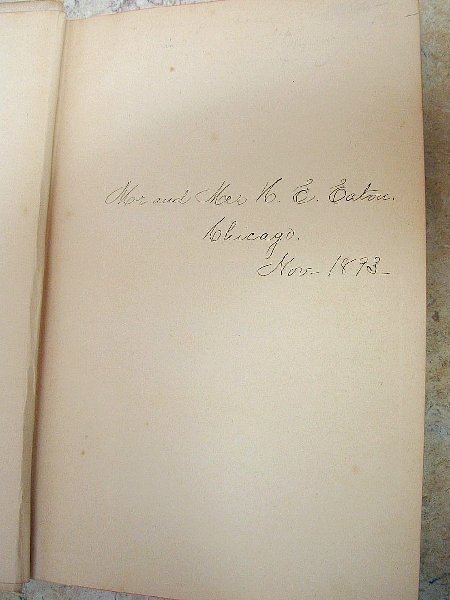 Mr and Mrs H. E. Eaton.
Chicago.
Nov. 1893-